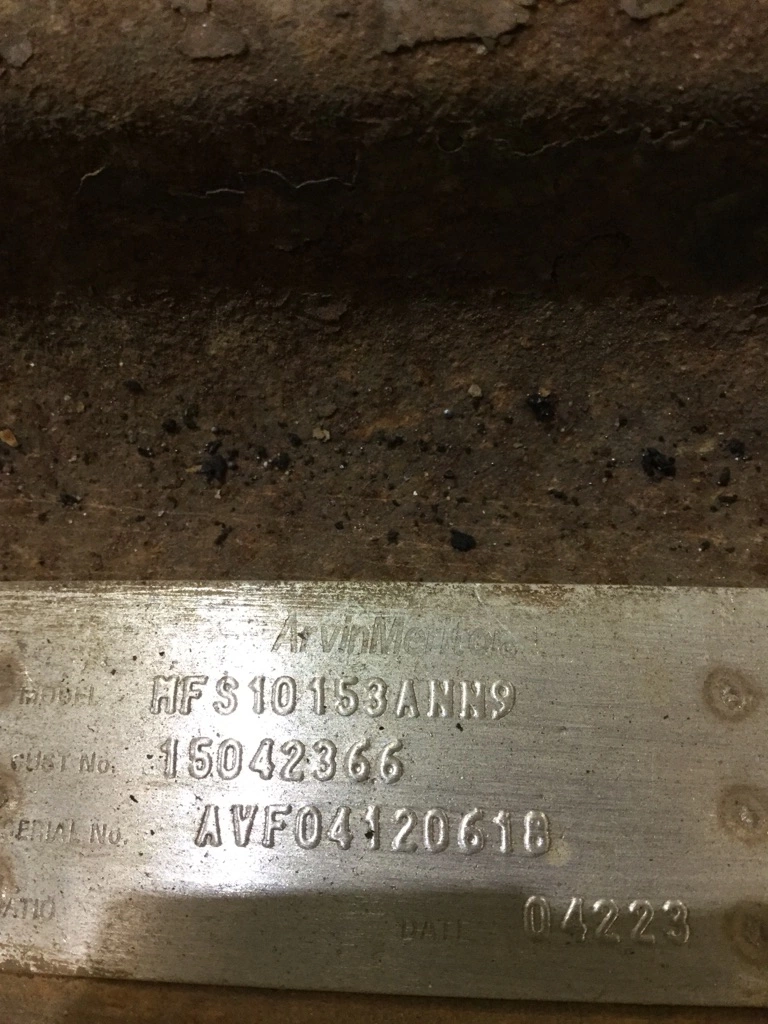 ArvinMeritor
MODEL MFS10153ANN9
CUST No. 15042366
SERIAL No. AVF04120618
RATIO DATE 04223